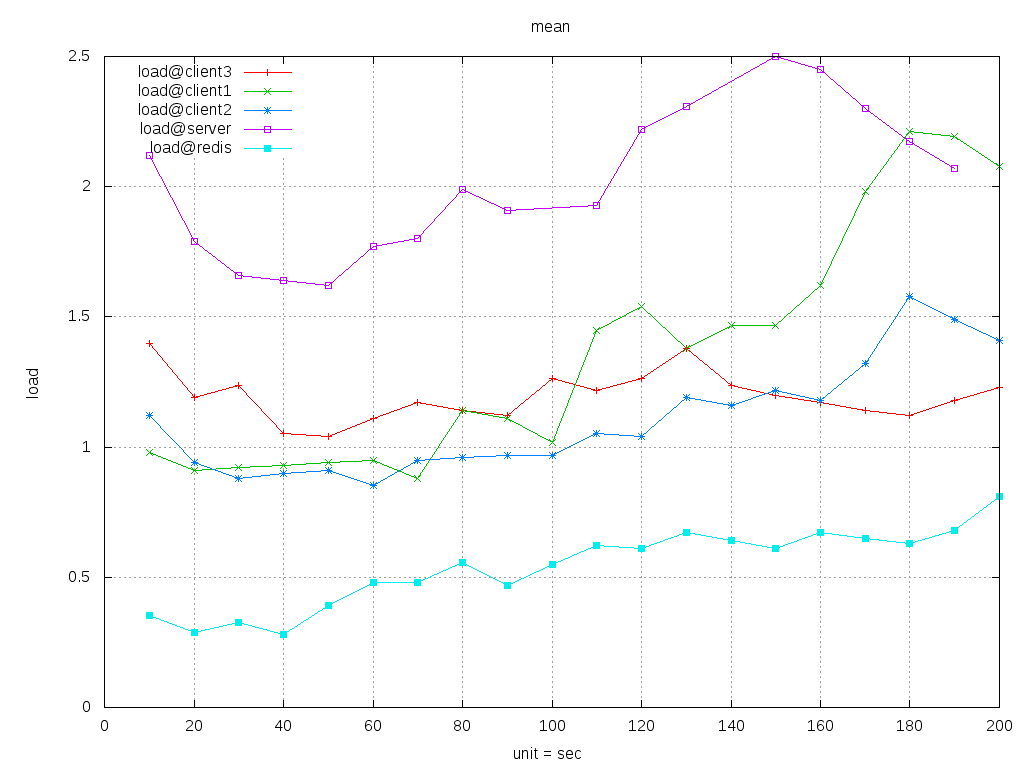 mean
2.5
2
1.5
1
0.5
0
load
load@client3
load@client1
load@client2
load@server
load@redis
0 20 40 60 80 100 120 140 160 180 200
unit = sec